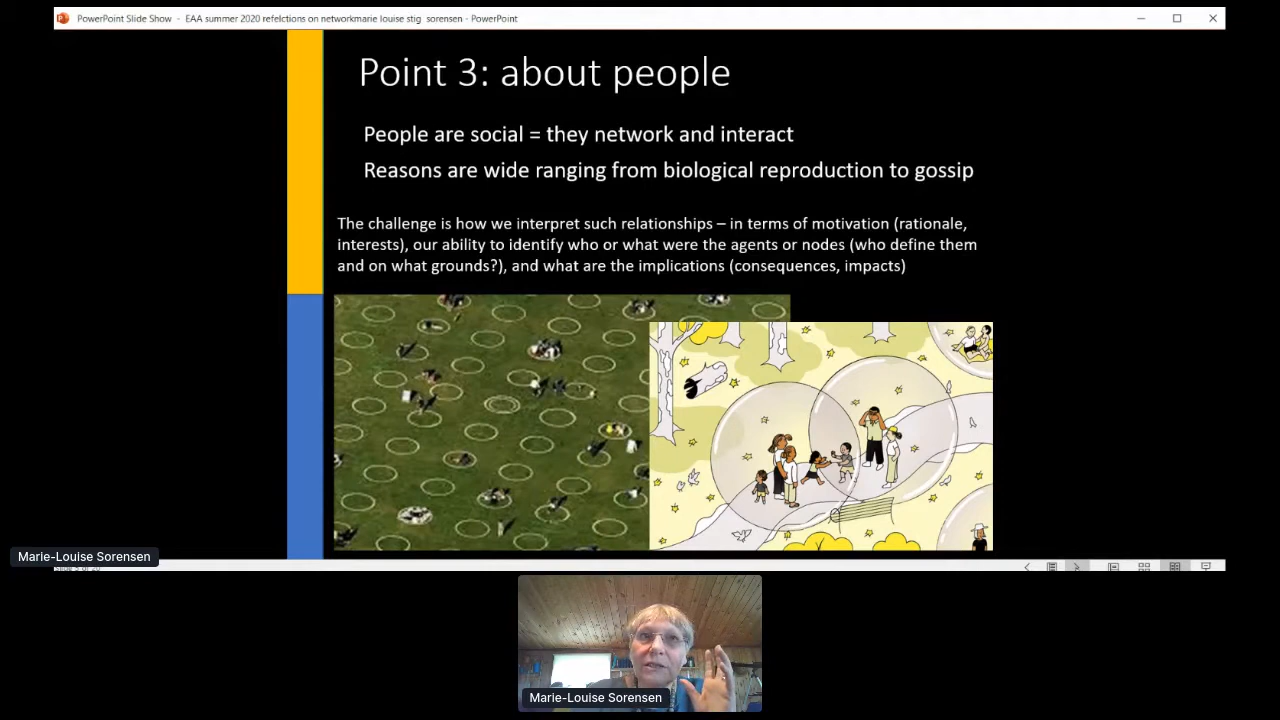 PowerPoint Slide Show - EAA summer 2020 refelctions on networkmarie louise stig sorensen - PowerPoint
Point 3: about people
People are social = they network and interact
Reasons are wide ranging from biological reproduction to gossip
The challenge is how we interpret such relationships – in terms of motivation (rationale,
interests), our ability to identify who or what were the agents or nodes (who define them
and on what grounds?), and what are the implications (consequences, impacts)
Marie-Louise Sorensen
Marie-Louise Sorensen